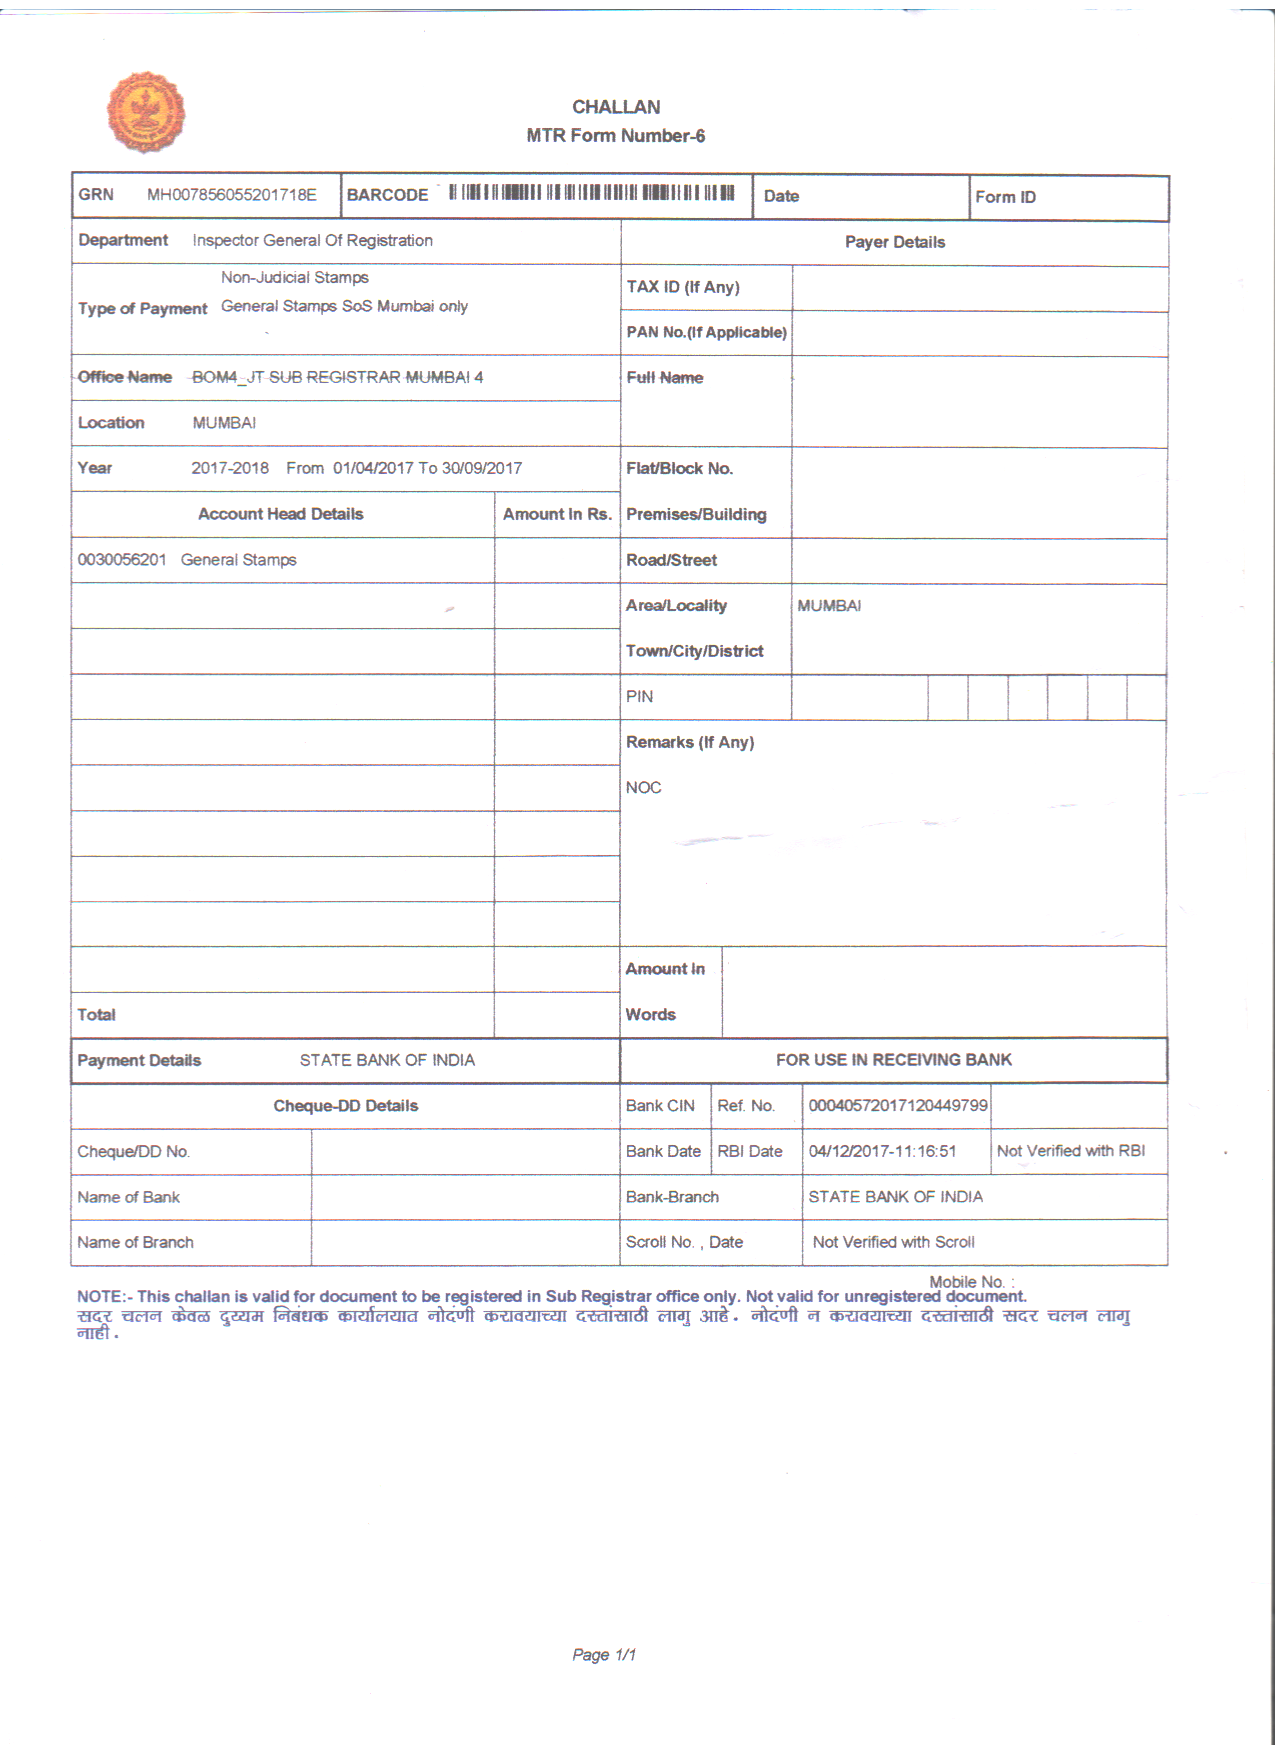 CHALLAN
MTR Form Number-6
GRN MH007856055201718E BARCODE Date Form ID
Department Inspector General Of Registration Payer Details
Non-Judicial Stamps
Type of Payment General Stamps SoS Mumbai only
TAX ID (If Any)
PAN No.(If Applicable)
Office Name BOM4_JT SUB REGISTRAR MUMBAI 4 Full Name
Location MUMBAI
Year 2017-2018 From 01/04/2017 To 30/09/2017 Flat/Block No.
Account Head Details Amount In Rs. Premises/Building
0030056201 General Stamps Road/Street
Area/Locality MUMBAI
Town/City/District
PIN
Remarks (If Any)
NOC
Amount In
Total Words
Payment Details STATE BANK OF INDIA FOR USE IN RECEIVING BANK
Cheque-DD Details Bank CIN Ref. No. 00040572017120449799
Cheque/DD No. Bank Date RBI Date 04/12/2017-11:16:51 Not Verified with RBI
Name of Bank Bank-Branch STATE BANK OF INDIA
Name of Branch Scroll No. , Date Not Verified with Scroll
Mobile No. :
NOTE:- This challan is valid for document to be registered in Sub Registrar office only. Not valid for unregistered document.
सदर चलन केवळ दुय्यम निबंधक कार्यालयात नोदंणी करावयाच्या दस्तांसाठी लागु आहे . नोदंणी न करावयाच्या दस्तांसाठी सदर चलन लागु
नाही .
Page 1/1